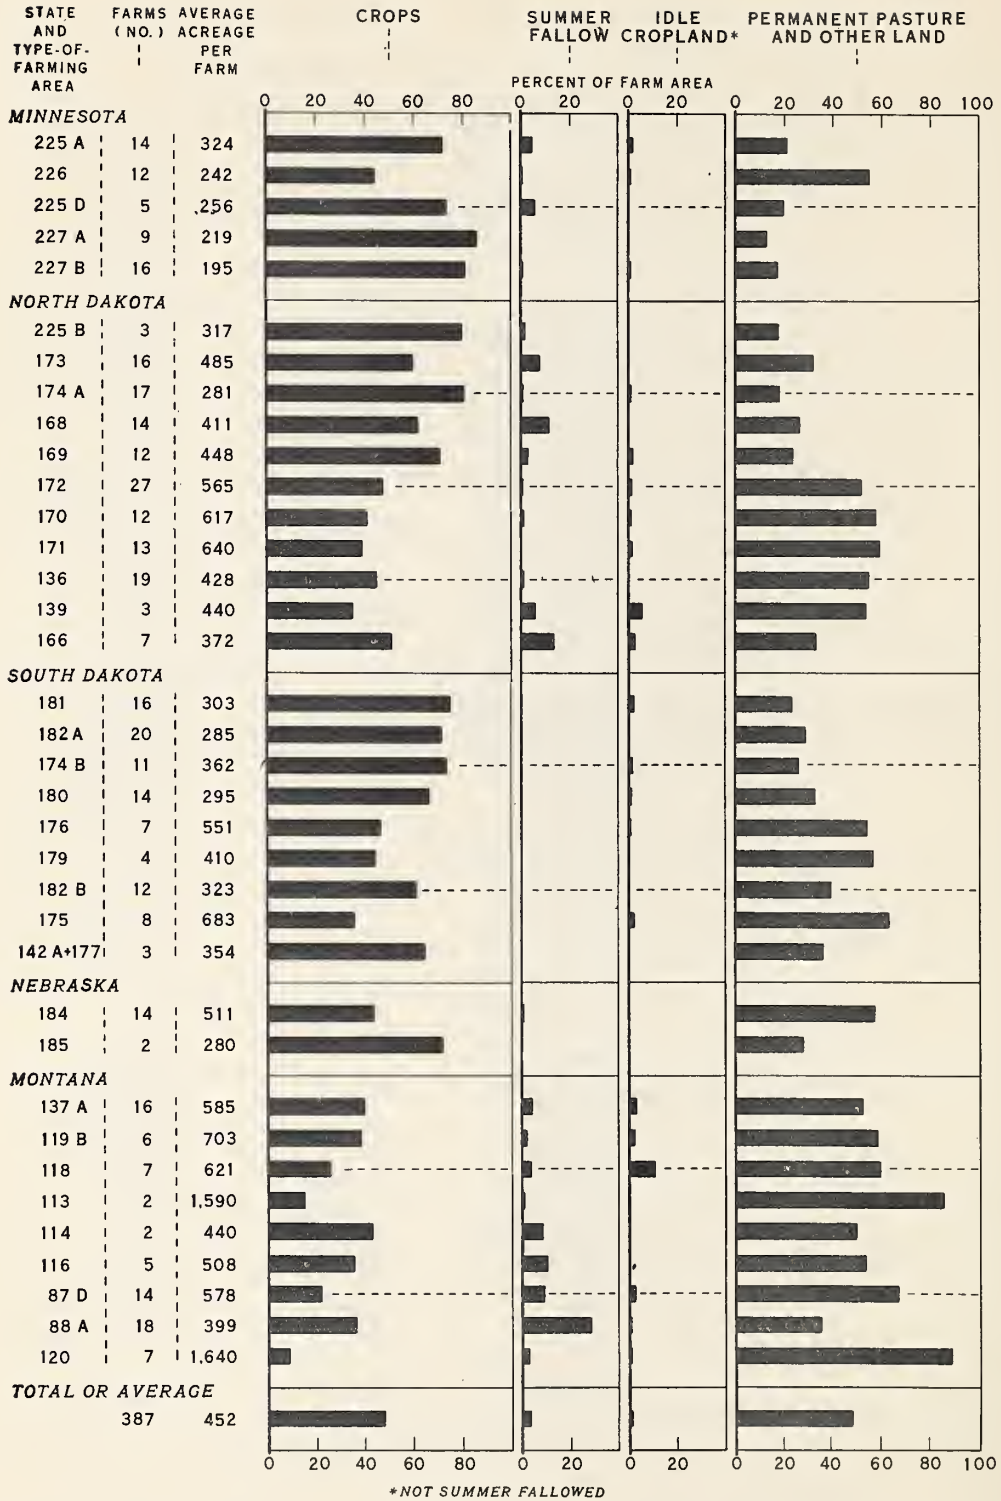 STATE AND TYPE-OF-FARMING AREA FARMS (NO.) AVERAGE ACREAGE PER FARM CROPS SUMMER FALLOW IDLE CROPLAND* PERMANENT PASTURE AND OTHER LAND
PERCENT OF FARM AREA
0 20 40 60 80 0 20 0 20 0 20 40 60 80 100
MINNESOTA
225 A 14 324
226 12 242
225 D 5 256
227 A 9 219
227 B 16 195
NORTH DAKOTA
225 B 3 317
173 16 485
174 A 17 281
168 14 411
169 12 448
172 27 565
170 12 617
171 13 640
136 19 428
139 3 440
166 7 372
SOUTH DAKOTA
181 16 303
182 A 20 285
174 B 11 362
180 14 295
176 7 551
179 4 410
182 B 12 323
175 8 683
142 A+177 3 354
NEBRASKA
184 14 511
185 2 280
MONTANA
137 A 16 585
119 B 6 703
118 7 621
113 2 1,590
114 2 440
116 5 508
87 D 14 578
88 A 18 399
120 7 1,640
TOTAL OR AVERAGE
387 452
0 20 40 60 80 0 20 0 20 0 20 40 60 80 100
*NOT SUMMER FALLOWED